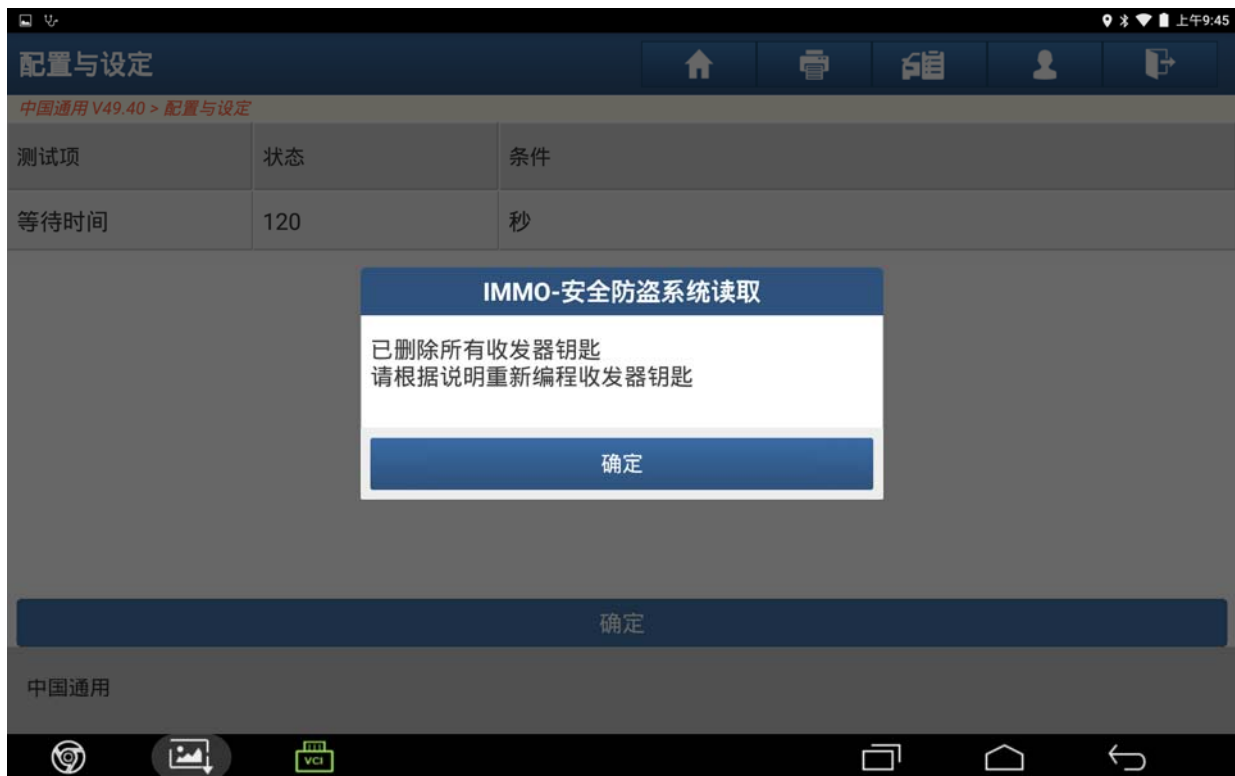 上午9:45
配置与设定
中国通用 V49.40 > 配置与设定
测试项 状态 条件
等待时间 120 秒
IMMO-安全防盗系统读取
已删除所有收发器钥匙
请根据说明重新编程收发器钥匙
确定
确定
中国通用
VCI